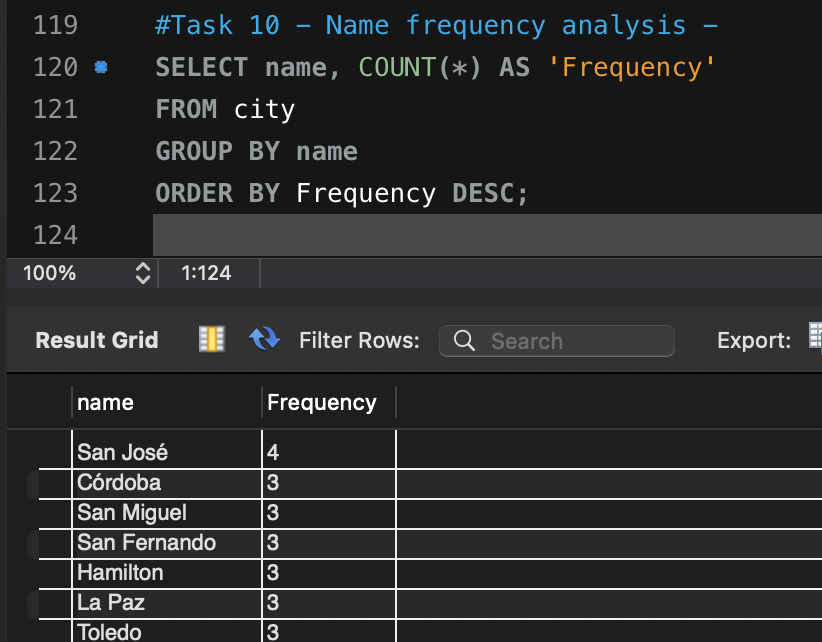 119 #Task 10 - Name frequency analysis -
120 SELECT name, COUNT(*) AS 'Frequency'
121 FROM city
122 GROUP BY name
123 ORDER BY Frequency DESC;
124
100% 1:124
Result Grid Filter Rows: Search Export:
name Frequency
San José 4
Córdoba 3
San Miguel 3
San Fernando 3
Hamilton 3
La Paz 3
Toledo 3